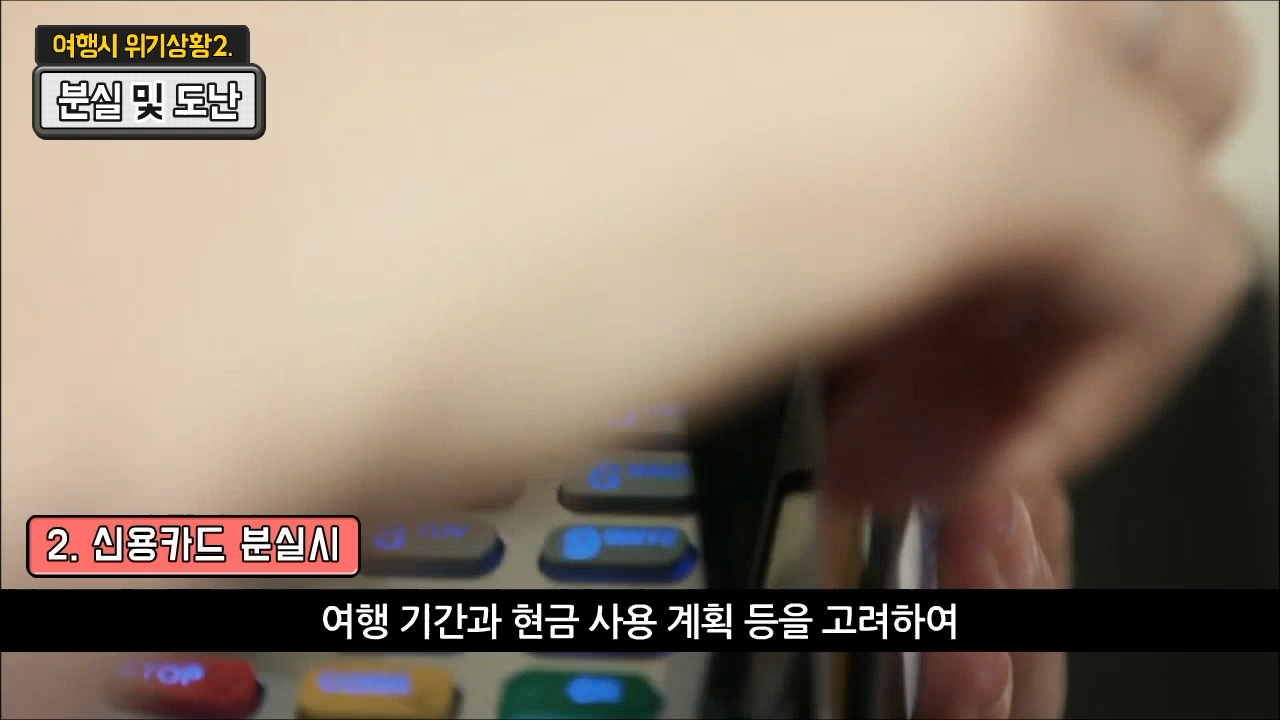 여행시 위기상황2.
분실 및 도난
2. 신용카드 분실시
여행 기간과 현금 사용 계획 등을 고려하여
STOP